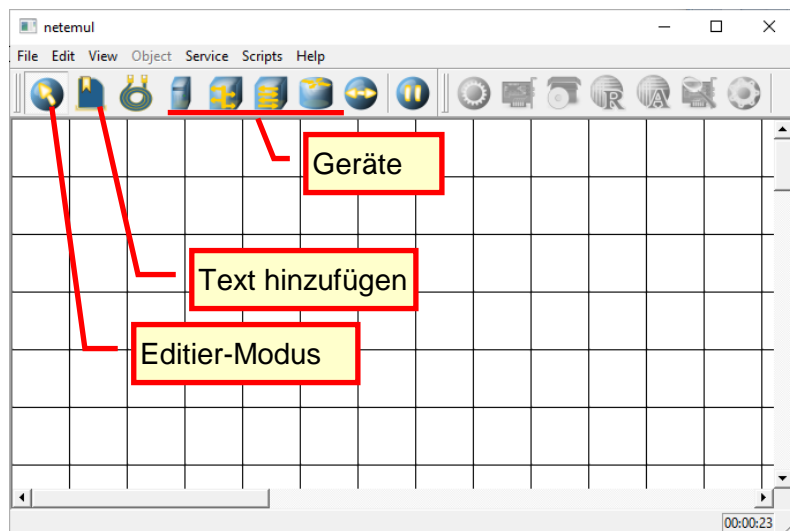 netemul
File Edit View Object Service Scripts Help
R A
Geräte
Text hinzufügen
Editier-Modus
00:00:23